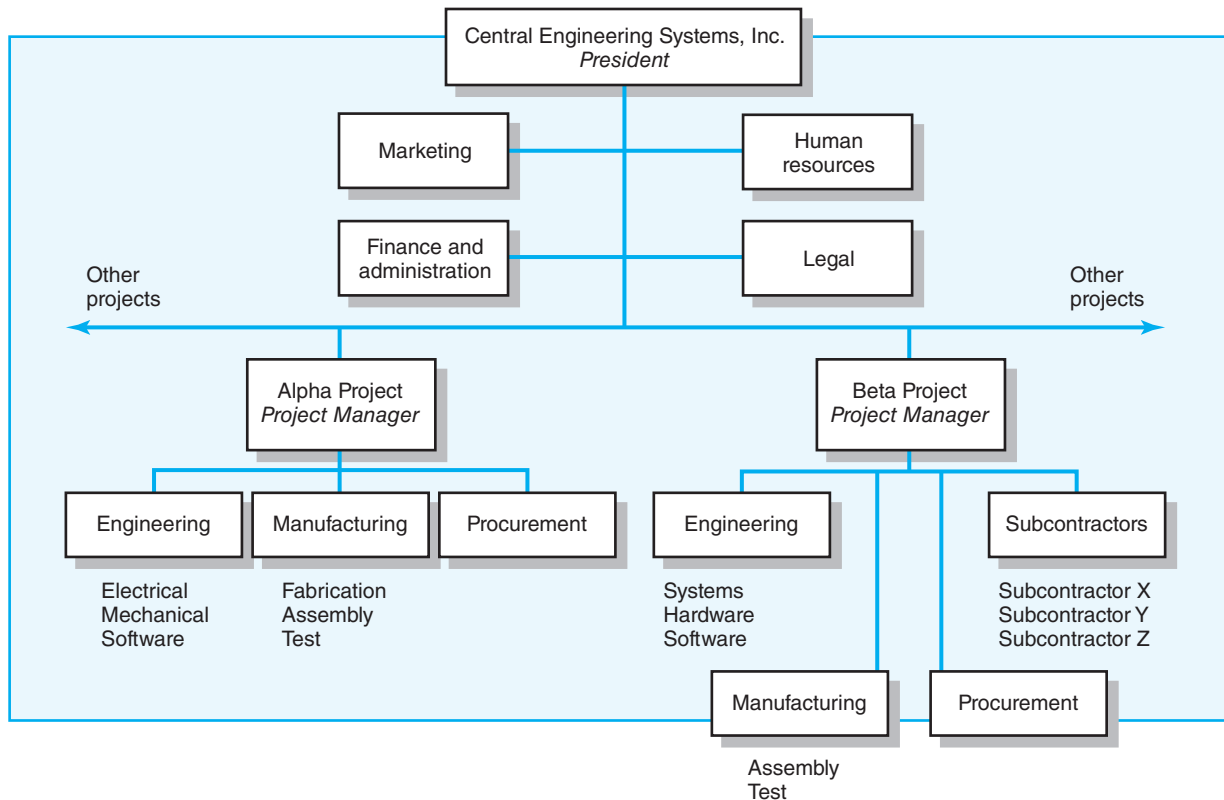 Central Engineering Systems, Inc.
President
Marketing
Human
resources
Finance and
administration
Legal
Other
projects
Other
projects
Alpha Project
Project Manager
Beta Project
Project Manager
Engineering
Manufacturing
Procurement
Engineering
Subcontractors
Electrical
Mechanical
Software
Fabrication
Assembly
Test
Systems
Hardware
Software
Subcontractor X
Subcontractor Y
Subcontractor Z
Manufacturing
Procurement
Assembly
Test